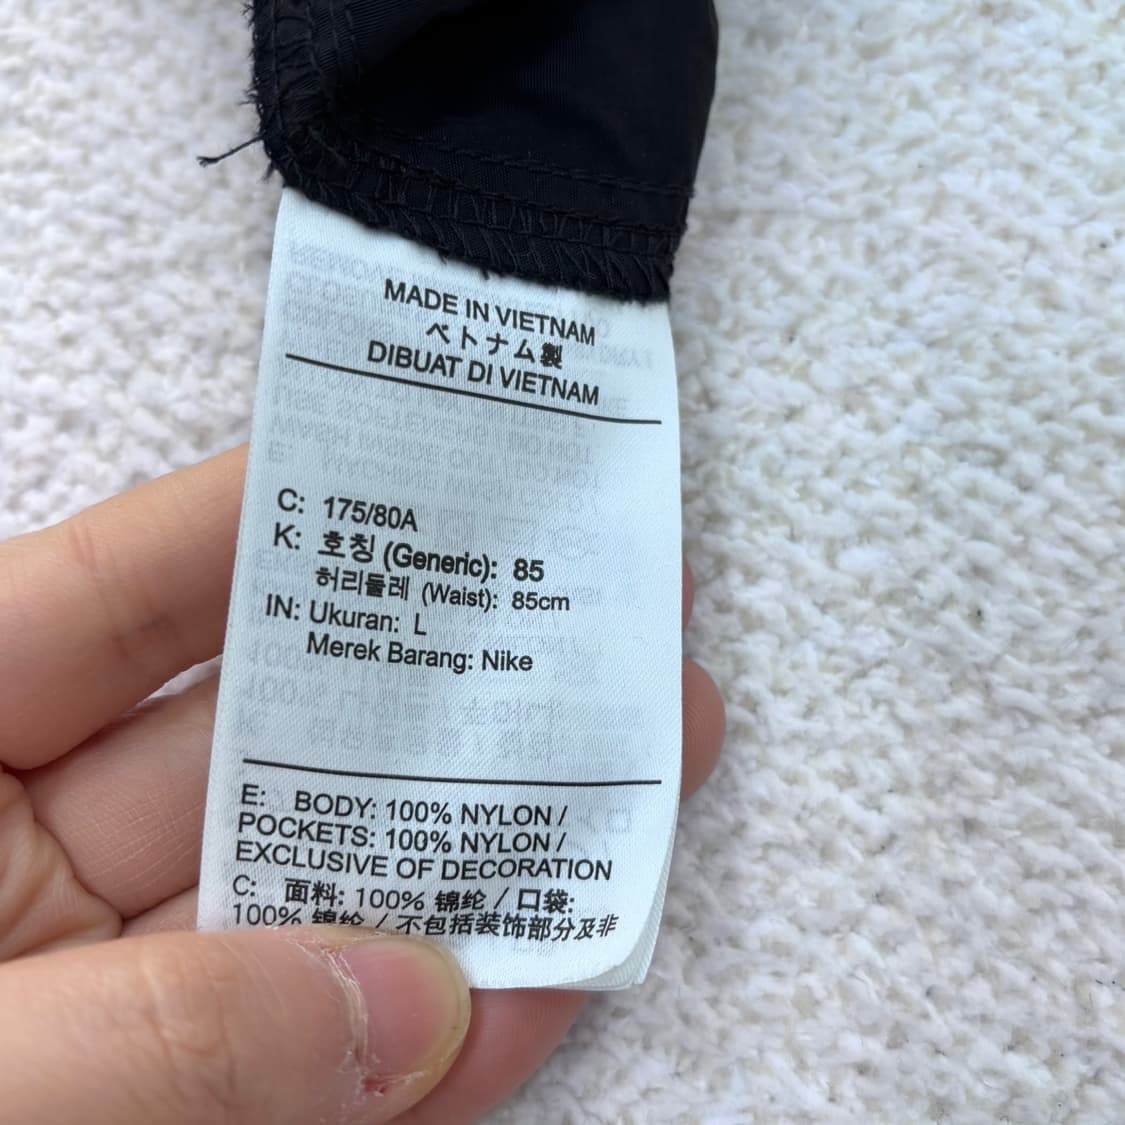 MADE IN VIETNAM
ベトナム製
DIBUAT DI VIETNAM
C: 175/80A
K: 호칭 (Generic): 85
허리둘레 (Waist): 85cm
IN: Ukuran: L
Merek Barang: Nike
E: BODY: 100% NYLON /
POCKETS: 100% NYLON /
EXCLUSIVE OF DECORATION
C: 面料: 100% 锦纶 / 口袋:
100% 锦纶 / 不包括装饰部分及非